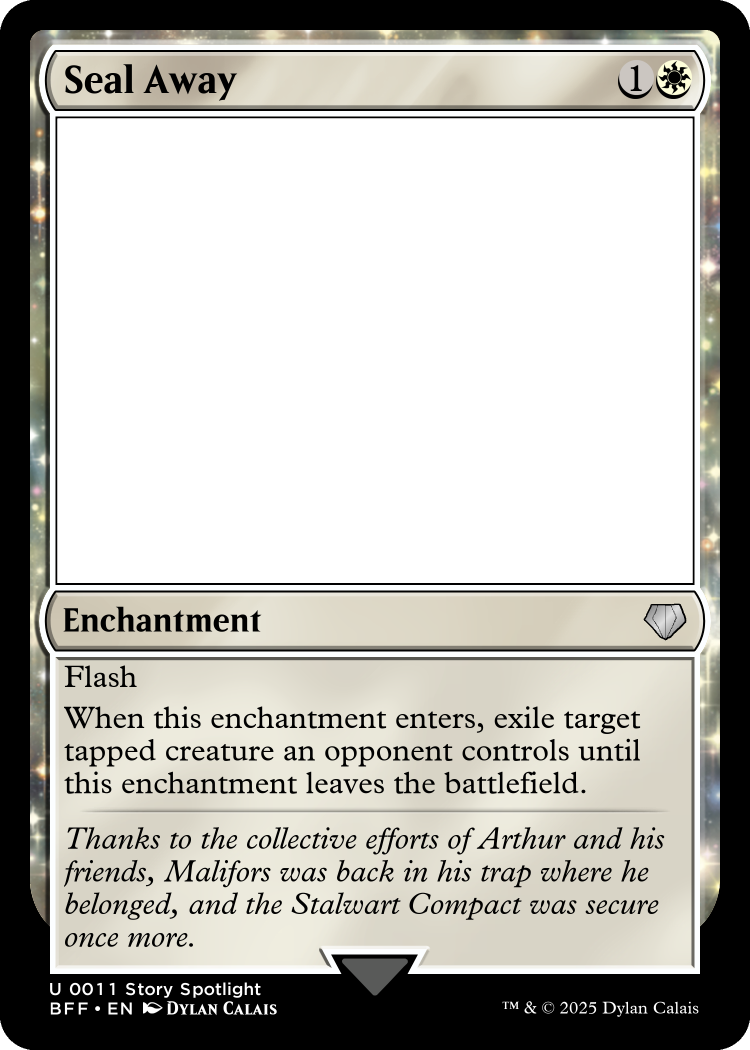 Seal Away 1
Enchantment
Flash
When this enchantment enters, exile target
tapped creature an opponent controls until
this enchantment leaves the battlefield.
Thanks to the collective efforts of Arthur and his
friends, Malifors was back in his trap where he
belonged, and the Stalwart Compact was secure
once more.
U 0011 Story Spotlight
BFF • EN Dylan Calais
™ & © 2025 Dylan Calais